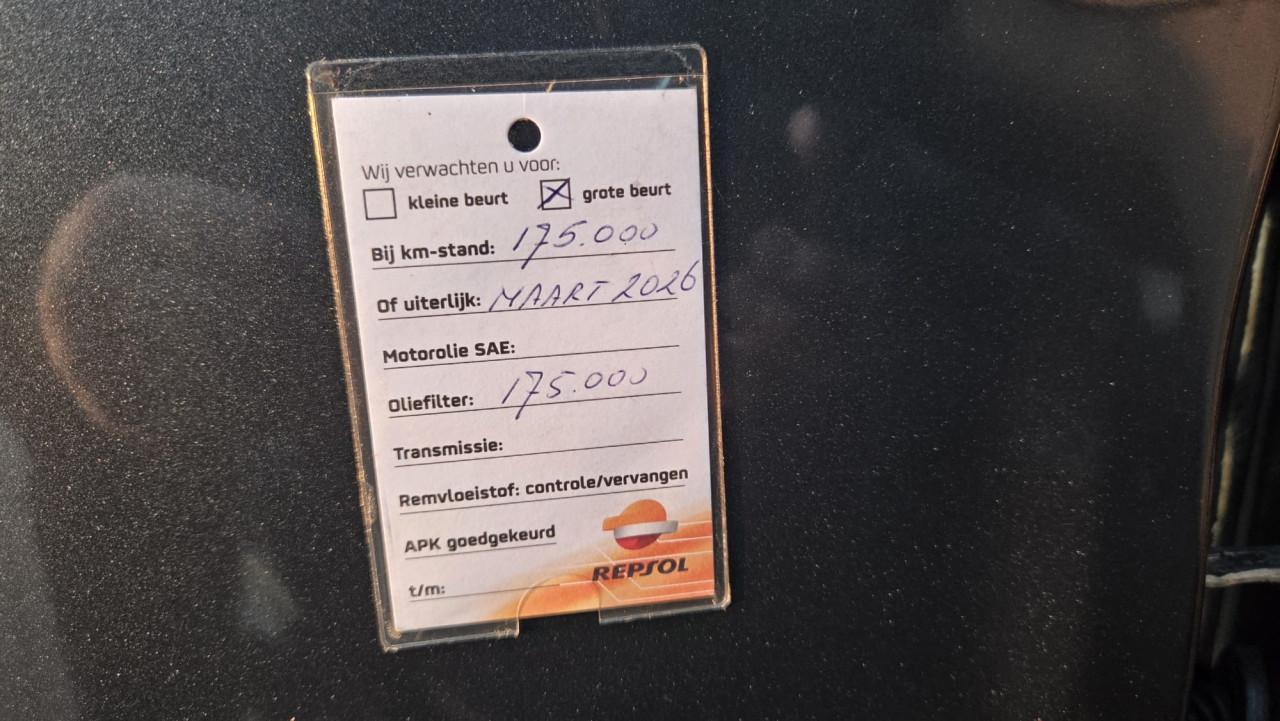 Wij verwachten u voor:
kleine beurt grote beurt
Bij km-stand: 175.000
Of uiterlijk: MAART 2026
Motorolie SAE:
Oliefilter: 175.000
Transmissie:
Remvloeistof: controle/vervangen
APK goedgekeurd
t/m:
REPSOL